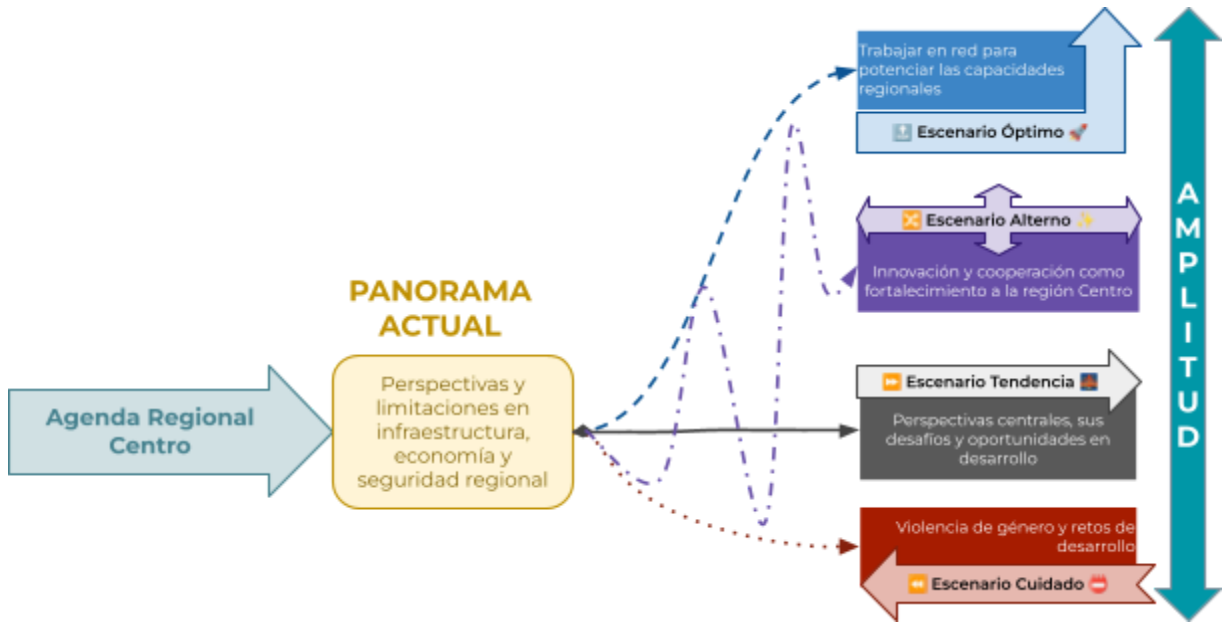 Agenda Regional
Centro
PANORAMA
ACTUAL
Perspectivas y
limitaciones en
infraestructura,
economía y
seguridad regional
Trabajar en red para
potenciar las capacidades
regionales
Escenario Óptimo
Escenario Alterno
Innovación y cooperación como
fortalecimiento a la región Centro
Escenario Tendencia
Perspectivas centrales, sus
desafíos y oportunidades en
desarrollo
Violencia de género y retos de
desarrollo
Escenario Cuidado
AMPLITUD